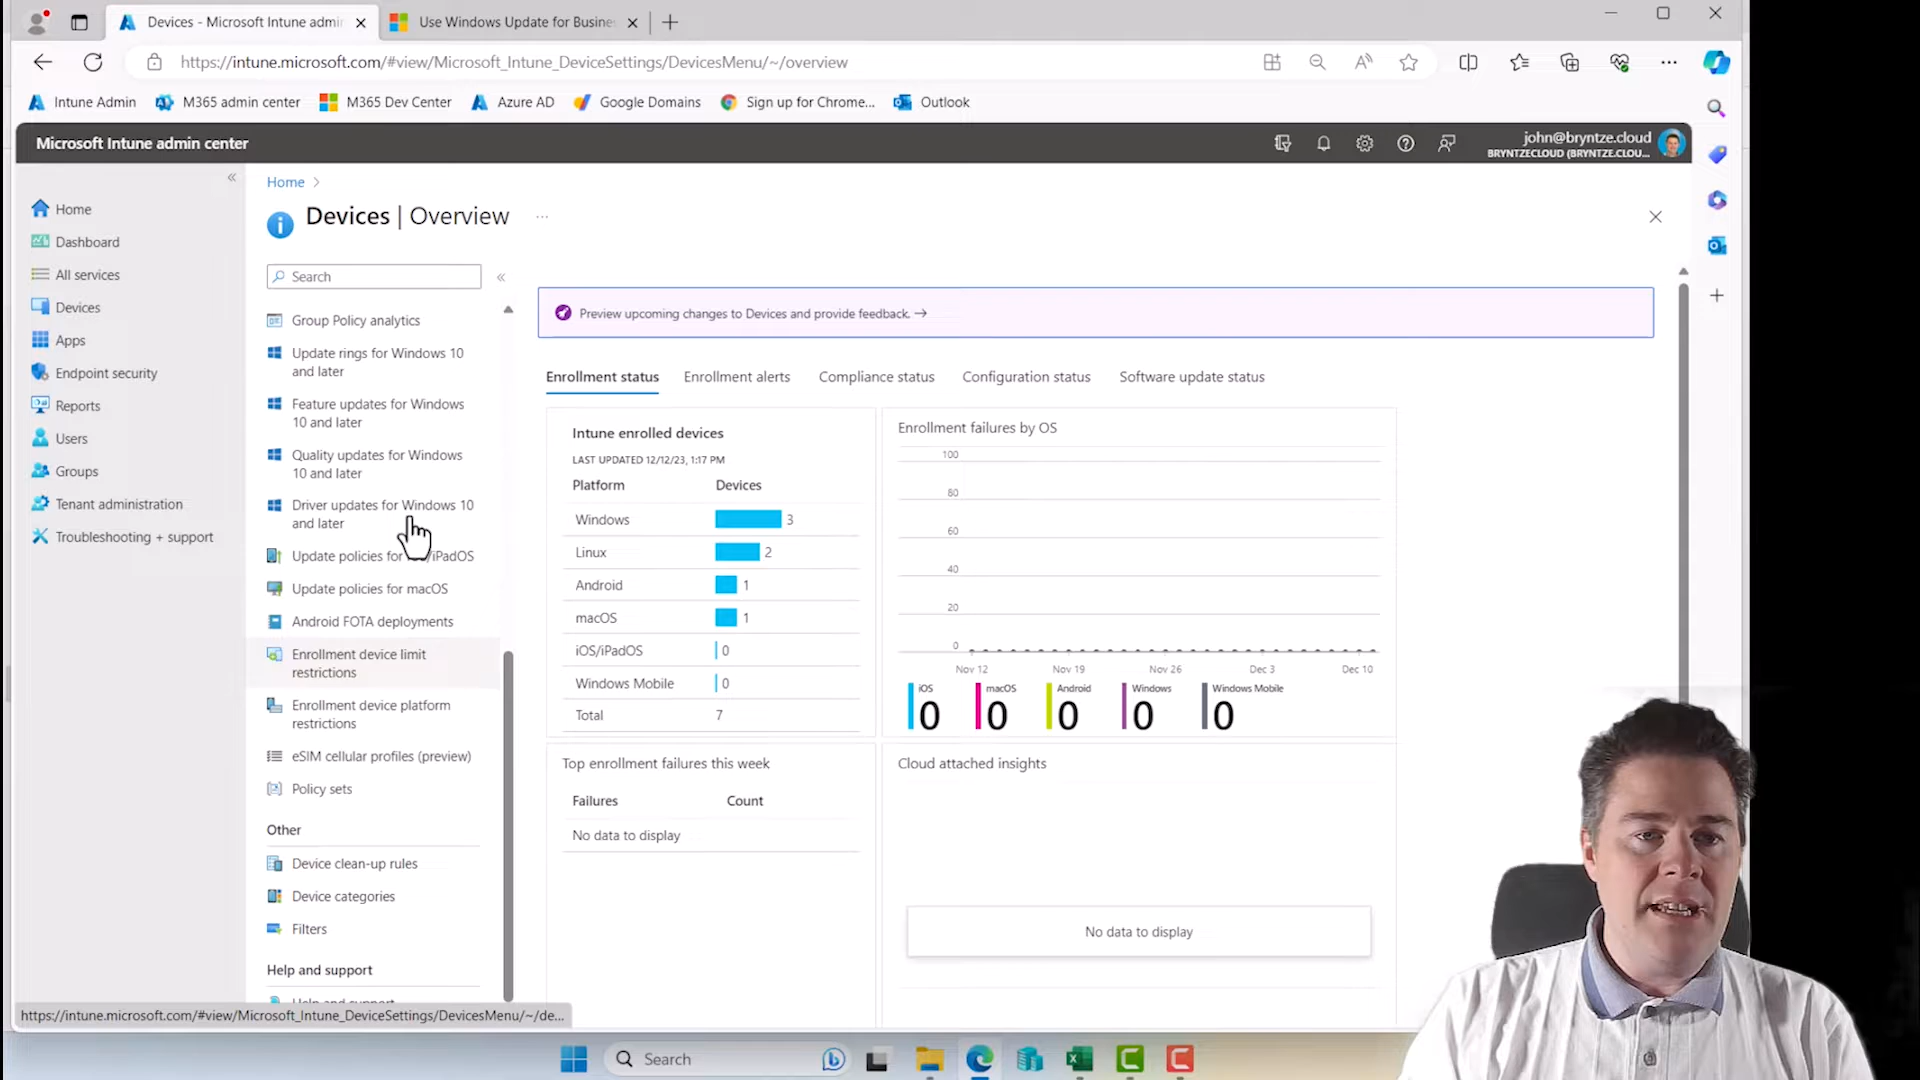 Devices - Microsoft Intune admin
Use Windows Update for Busine
https://intune.microsoft.com/#view/Microsoft_Intune_DeviceSettings/DevicesMenu/~/overview
Intune Admin
M365 admin center
M365 Dev Center
Azure AD
Google Domains
Sign up for Chrome...
Outlook
Microsoft Intune admin center
john@bryntze.cloud
BRYNTZECLOUD (BRYNTZE.CLOU...
Home
Dashboard
All services
Devices
Apps
Endpoint security
Reports
Users
Groups
Tenant administration
Troubleshooting + support
Home
Devices | Overview
Search
Group Policy analytics
Update rings for Windows 10
and later
Feature updates for Windows
10 and later
Quality updates for Windows
10 and later
Driver updates for Windows 10
and later
Update policies for /iPadOS
Update policies for macOS
Android FOTA deployments
Enrollment device limit
restrictions
Enrollment device platform
restrictions
eSIM cellular profiles (preview)
Policy sets
Other
Device clean-up rules
Device categories
Filters
Help and support
Help and support
Preview upcoming changes to Devices and provide feedback. →
Enrollment status
Enrollment alerts
Compliance status
Configuration status
Software update status
Intune enrolled devices
LAST UPDATED 12/12/23, 1:17 PM
Platform Devices
Windows 3
Linux 2
Android 1
macOS 1
iOS/iPadOS 0
Windows Mobile 0
Total 7
Enrollment failures by OS
100
80
60
40
20
0
Nov 12 Nov 19 Nov 26 Dec 3 Dec 10
iOS
0
macOS
0
Android
0
Windows
0
Windows Mobile
0
Top enrollment failures this week
Failures Count
No data to display
Cloud attached insights
No data to display
https://intune.microsoft.com/#view/Microsoft_Intune_DeviceSettings/DevicesMenu/~/de...
Search